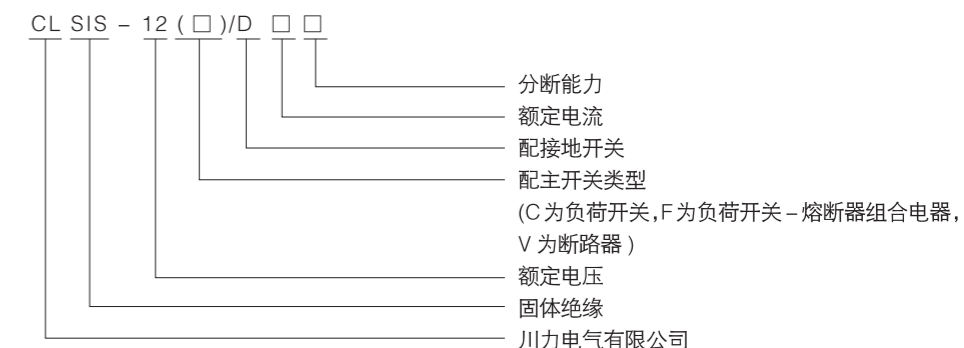 CL SIS – 12 ( □ )/D □ □
分断能力
额定电流
配接地开关
配主开关类型
(C为负荷开关,F为负荷开关–熔断器组合电器,
V 为断路器 )
额定电压
固体绝缘
川力电气有限公司